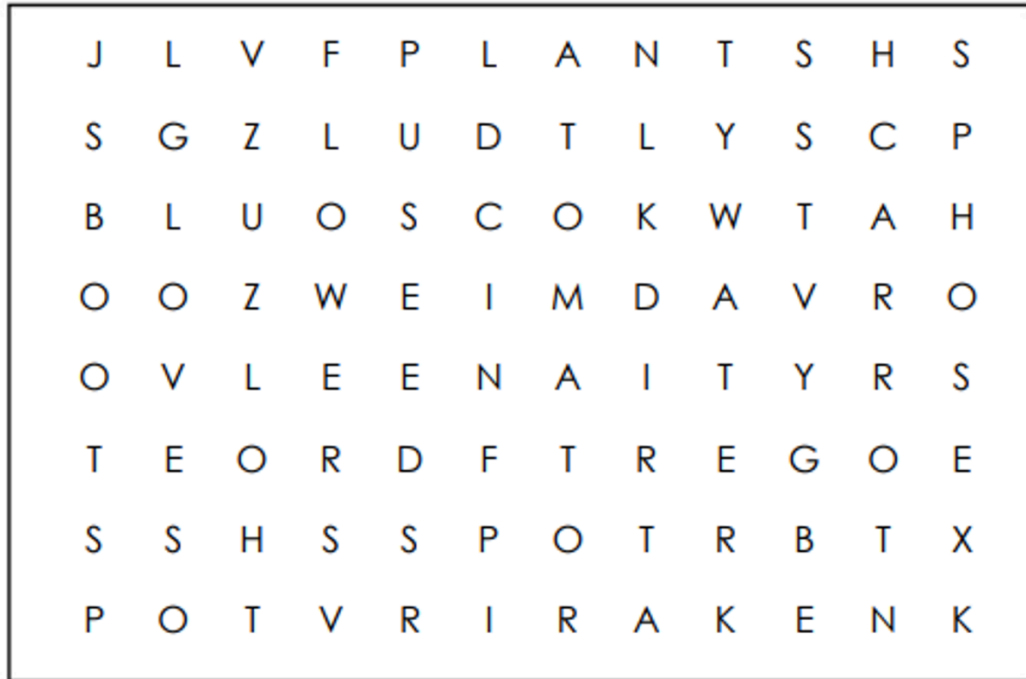 J L V F P L A N T S H S
S G Z L U D T L Y S C P
B L U O S C O K W T A H
O O Z W E I M D A V R O
O V L E E N A I T Y R S
T E O R D F T R E G O E
S S H S S P O T R B T X
P O T V R I R A K E N K